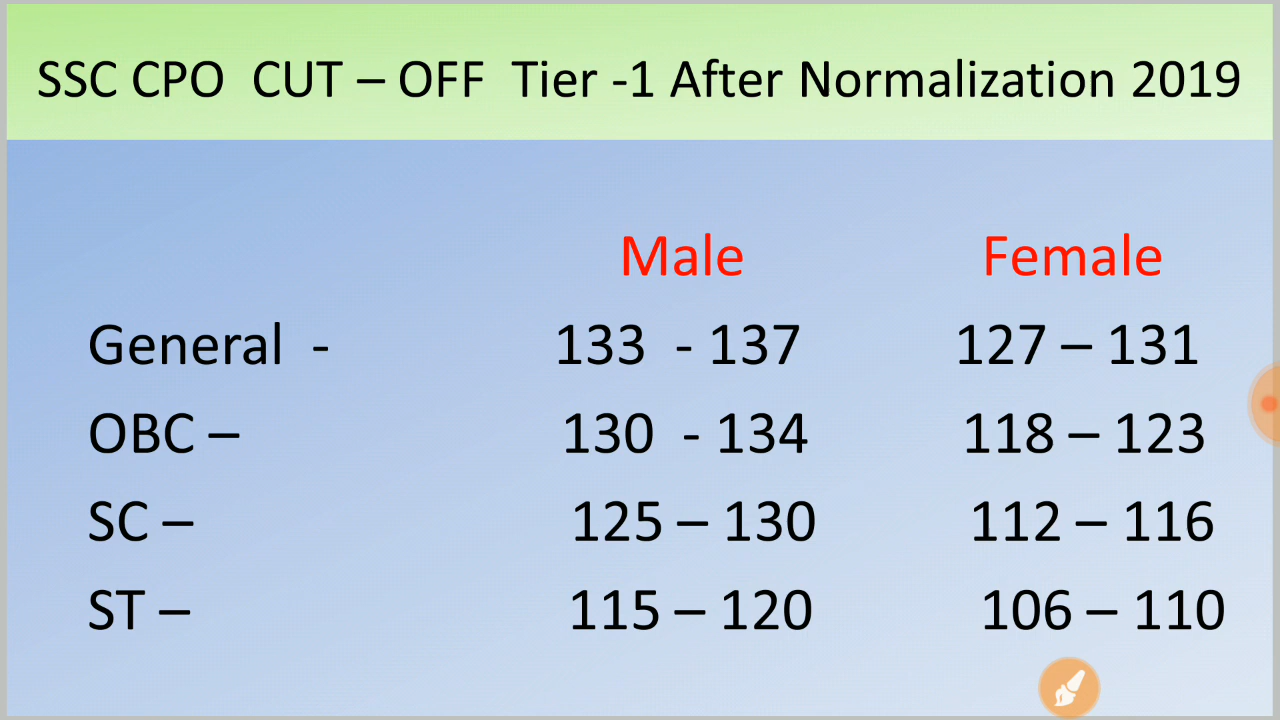 SSC CPO CUT – OFF Tier -1 After Normalization 2019
Male Female
General - 133 - 137 127 – 131
OBC – 130 - 134 118 – 123
SC – 125 – 130 112 – 116
ST – 115 – 120 106 – 110